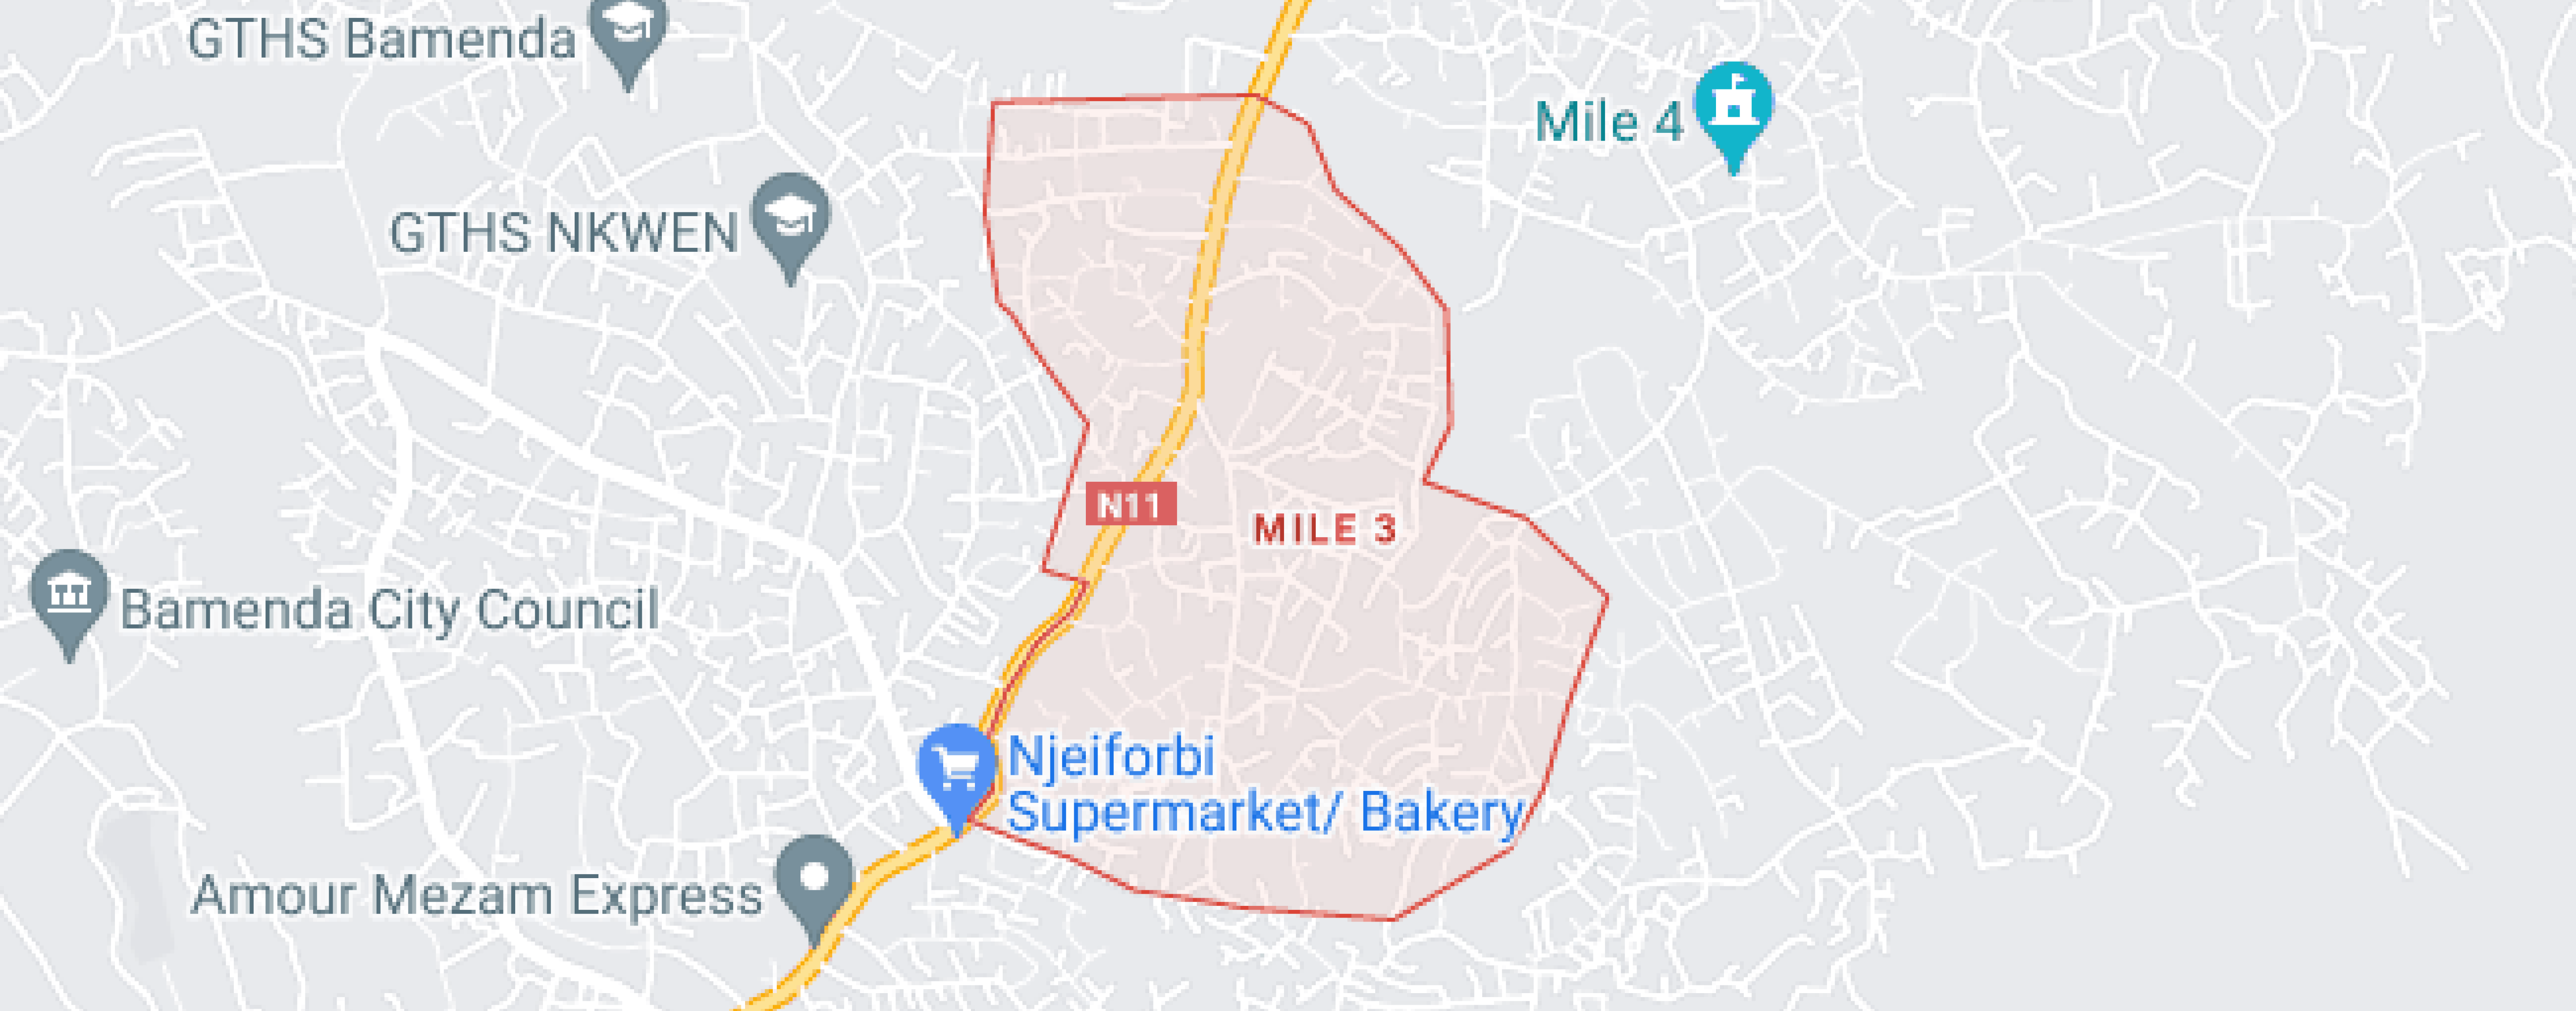 GTHS Bamenda
Mile 4
GTHS NKWEN
N11
MILE 3
Bamenda City Council
Njeiforbi
Supermarket/ Bakery
Amour Mezam Express